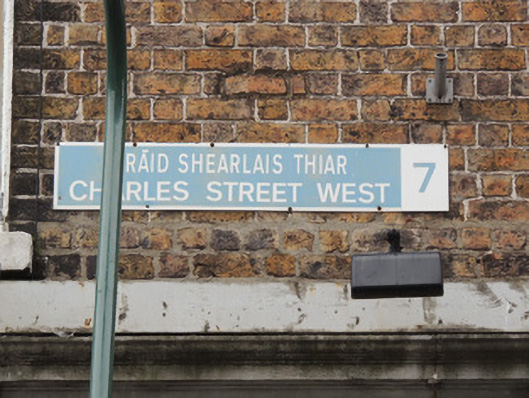 RÁID SHEARLAIS THIAR
CHARLES STREET WEST 7